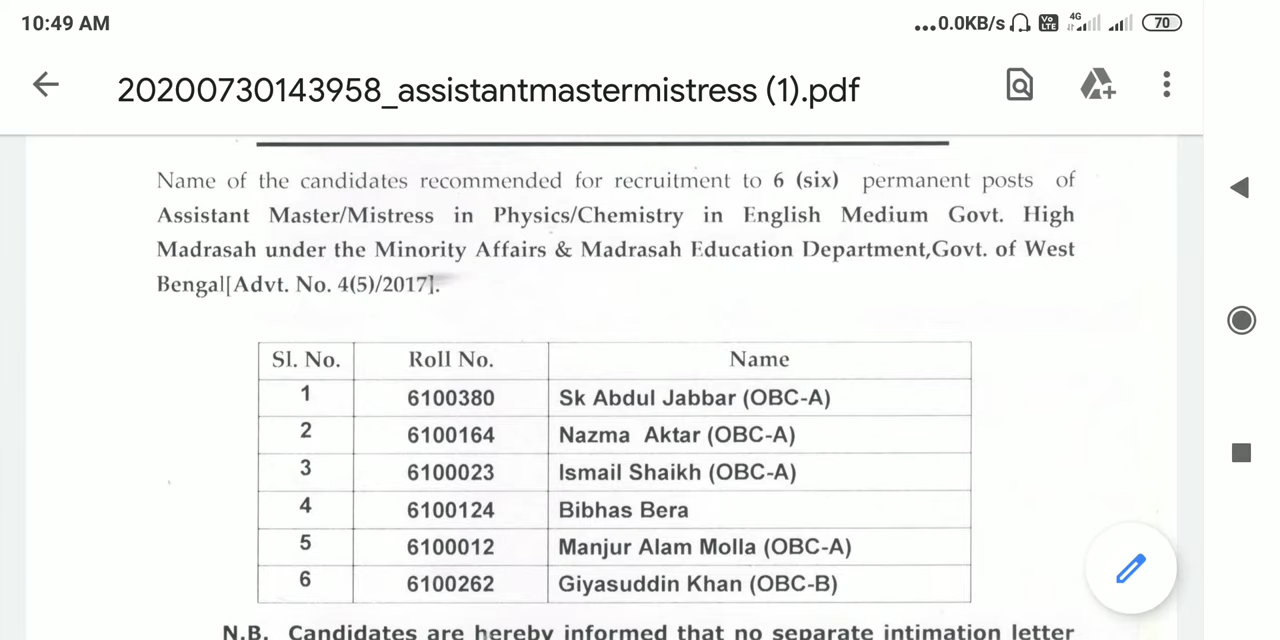 10:49 AM
...0.0KB/s Vo LTE 4G 70
20200730143958_assistantmastermistress (1).pdf
Name of the candidates recommended for recruitment to 6 (six) permanent posts of
Assistant Master/Mistress in Physics/Chemistry in English Medium Govt. High
Madrasah under the Minority Affairs & Madrasah Education Department,Govt. of West
Bengal[Advt. No. 4(5)/2017].
Sl. No. Roll No. Name
1 6100380 Sk Abdul Jabbar (OBC-A)
2 6100164 Nazma Aktar (OBC-A)
3 6100023 Ismail Shaikh (OBC-A)
4 6100124 Bibhas Bera
5 6100012 Manjur Alam Molla (OBC-A)
6 6100262 Giyasuddin Khan (OBC-B)
N.B. Candidates are hereby informed that no separate intimation letter